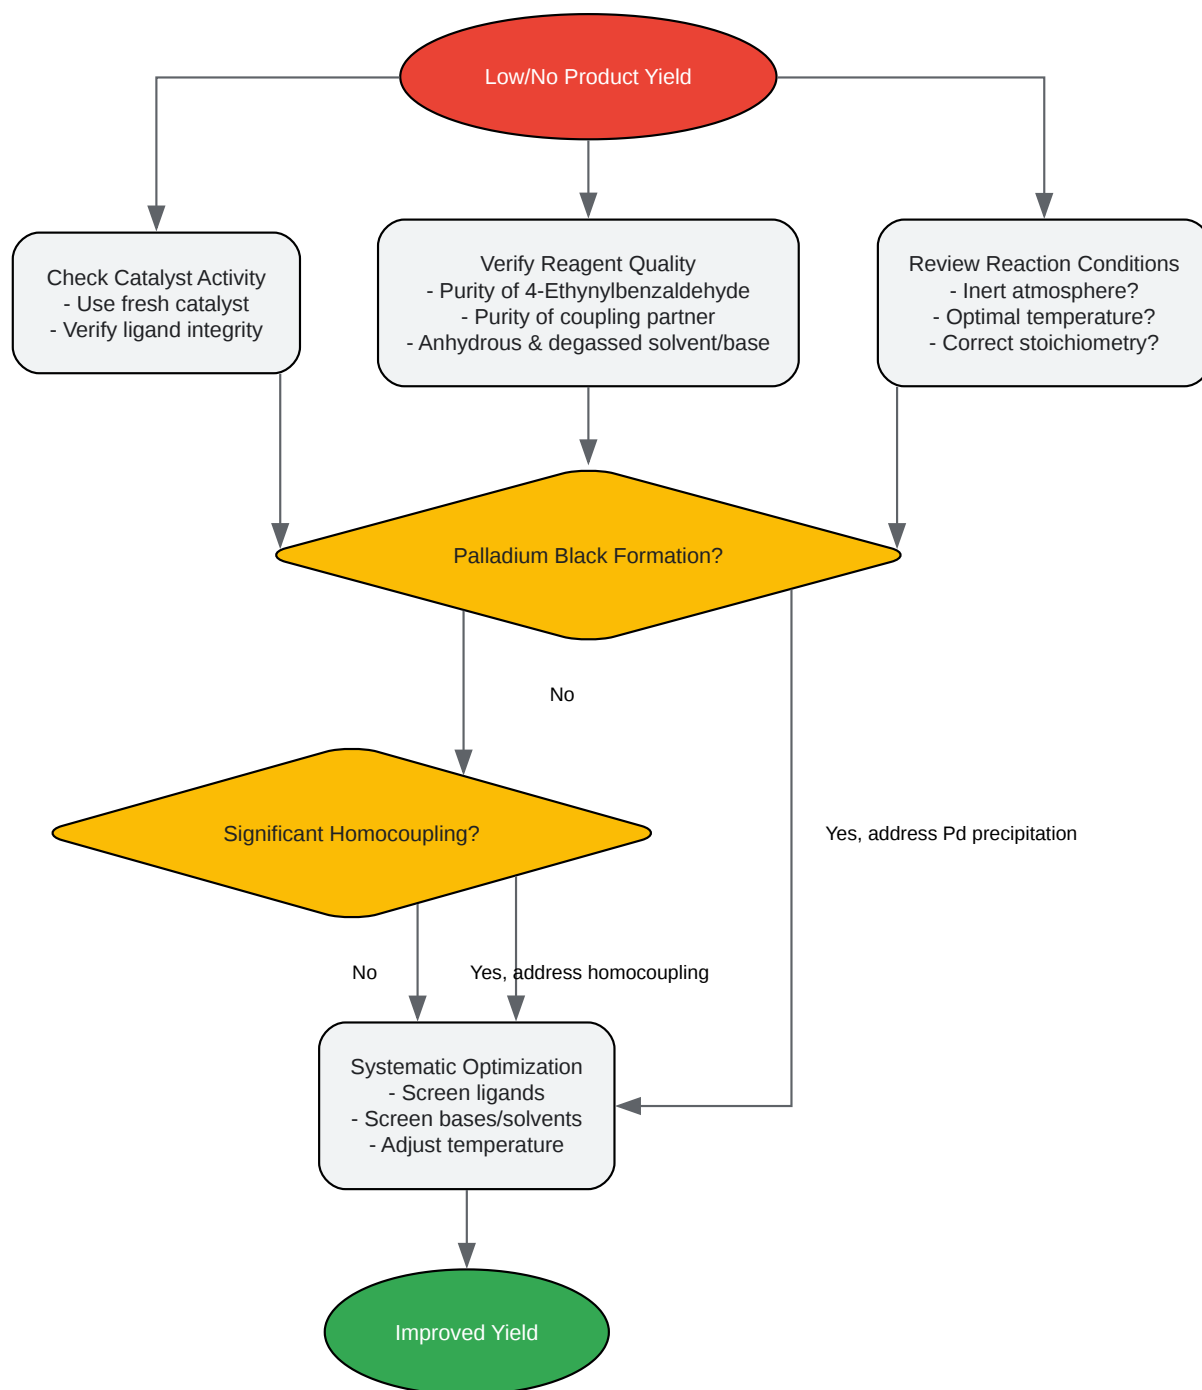 Low/No Product Yield
Check Catalyst Activity
- Use fresh catalyst
- Verify ligand integrity
Verify Reagent Quality
- Purity of 4-Ethynylbenzaldehyde
- Purity of coupling partner
- Anhydrous & degassed solvent/base
Review Reaction Conditions
- Inert atmosphere?
- Optimal temperature?
- Correct stoichiometry?
Palladium Black Formation?
No
Significant Homocoupling?
Yes, address Pd precipitation
No
Yes, address homocoupling
Systematic Optimization
- Screen ligands
- Screen bases/solvents
- Adjust temperature
Improved Yield